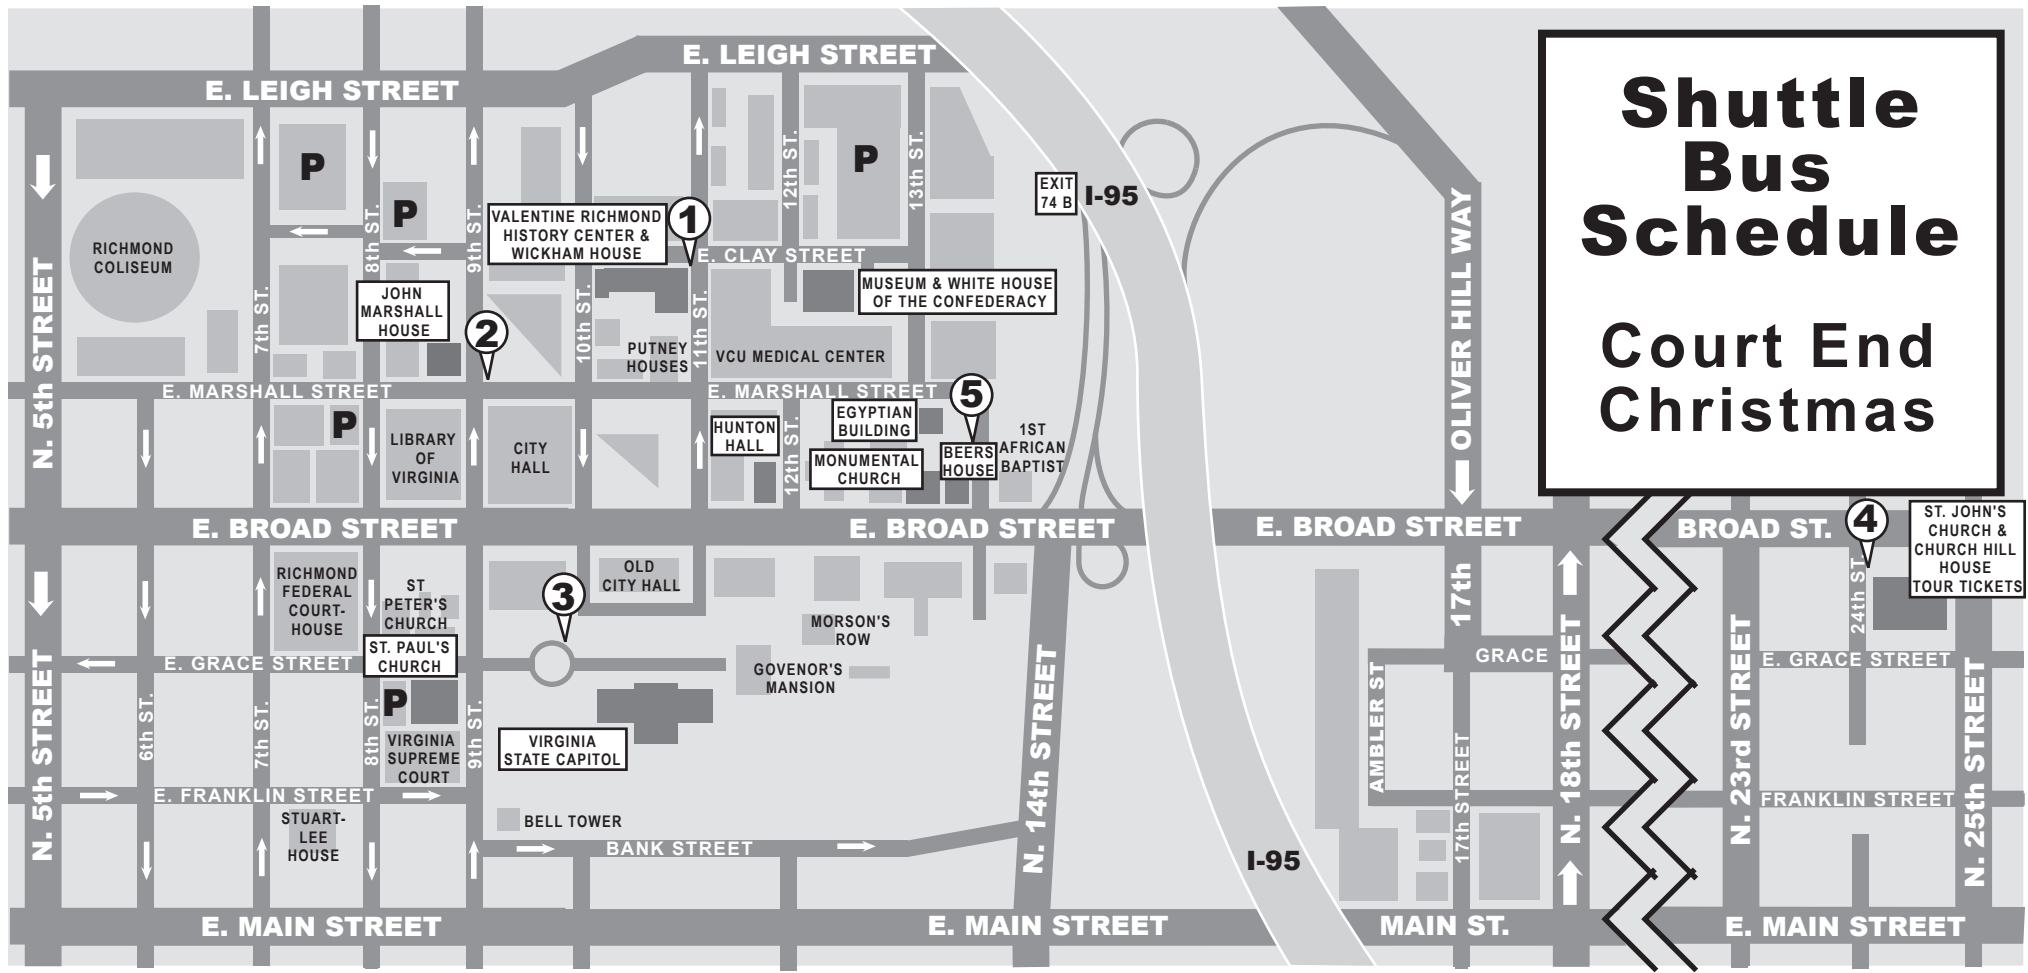 Shuttle
Bus
Schedule
Court End
Christmas
E. LEIGH STREET
E. LEIGH STREET
P
P
P
12th ST.
13th ST.
EXIT
74 B
I-95
RICHMOND
COLISEUM
8th ST.
9th ST.
VALENTINE RICHMOND
HISTORY CENTER &
WICKHAM HOUSE
1
E. CLAY STREET
MUSEUM & WHITE HOUSE
OF THE CONFEDERACY
JOHN
MARSHALL
HOUSE
2
N. 5th STREET
7th ST.
10th ST.
11th ST.
PUTNEY
HOUSES
VCU MEDICAL CENTER
OLIVER HILL WAY
E. MARSHALL STREET
E. MARSHALL STREET
5
P
LIBRARY
OF
VIRGINIA
CITY
HALL
HUNTON
HALL
12th ST.
EGYPTIAN
BUILDING
MONUMENTAL
CHURCH
BEERS
HOUSE
1ST
AFRICAN
BAPTIST
E. BROAD STREET
E. BROAD STREET
E. BROAD STREET
BROAD ST.
4
ST. JOHN'S
CHURCH &
CHURCH HILL
HOUSE
TOUR TICKETS
RICHMOND
FEDERAL
COURT-
HOUSE
ST
PETER'S
CHURCH
3
OLD
CITY HALL
MORSON'S
ROW
17th
24th ST.
E. GRACE STREET
ST. PAUL'S
CHURCH
GOVENOR'S
MANSION
GRACE
E. GRACE STREET
N. 5th STREET
6th ST.
7th ST.
8th ST.
P
9th ST.
VIRGINIA
SUPREME
COURT
VIRGINIA
STATE CAPITOL
N. 14th STREET
AMBLER ST
17th STREET
N. 18th STREET
N. 23rd STREET
N. 25th STREET
E. FRANKLIN STREET
FRANKLIN STREET
STUART-
LEE
HOUSE
BELL TOWER
BANK STREET
I-95
E. MAIN STREET
E. MAIN STREET
MAIN ST.
E. MAIN STREET